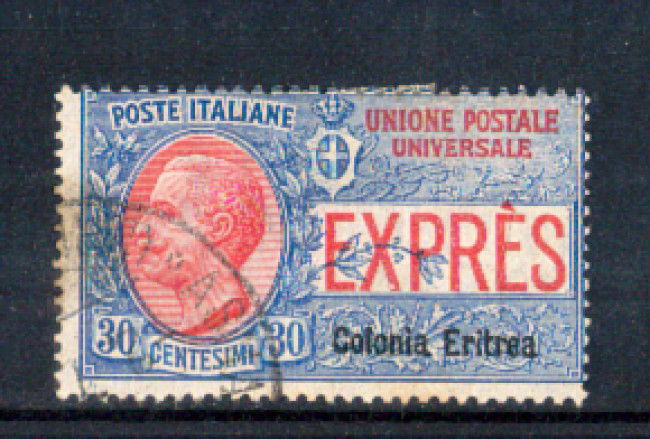 POSTE ITALIANE
UNIONE POSTALE
UNIVERSALE
EXPRÈS
30 CENTESIMI 30
Colonia Eritrea